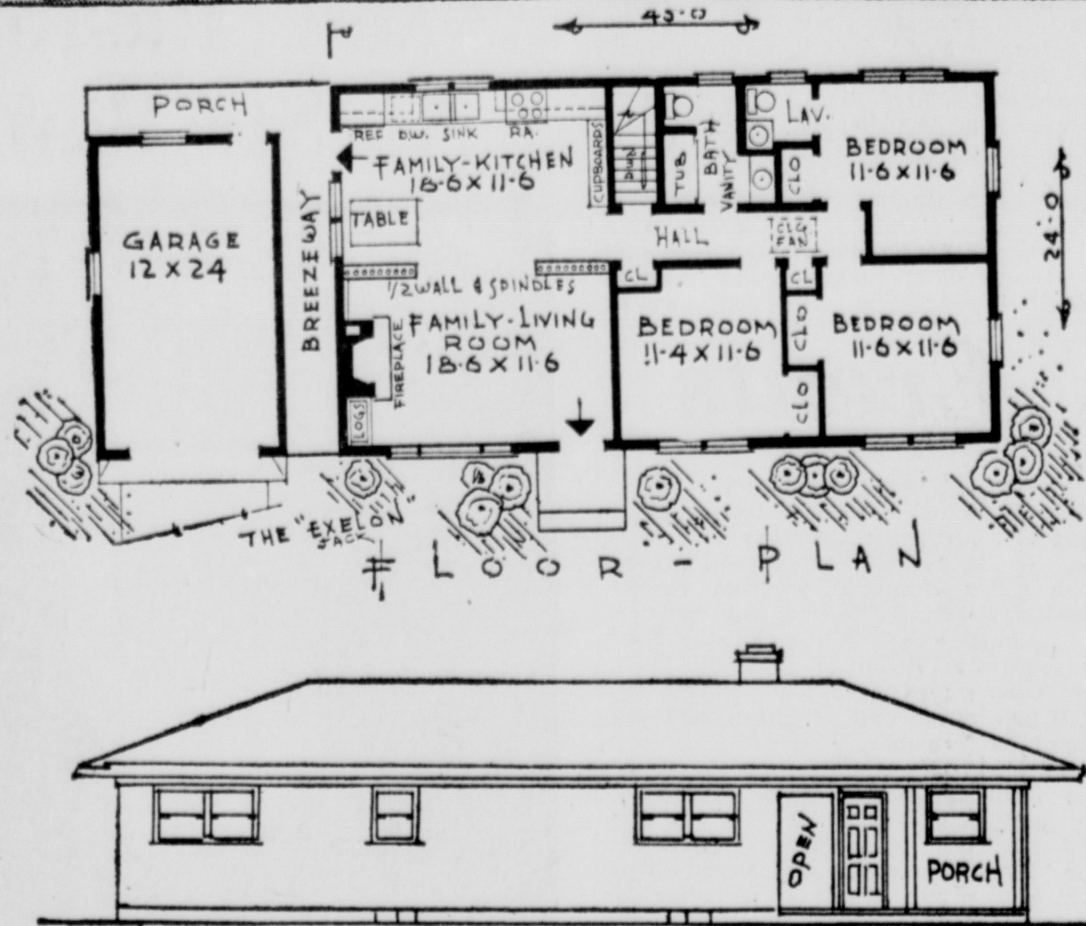 45-0
PORCH
REF D.W. SINK RA.
FAMILY-KITCHEN
18-6 X 11-6
CUPBOARDS
DN
TUB
BATH
VANITY
LAV.
CLO
BEDROOM
11-6 X 11-6
TABLE
GARAGE
12 X 24
BREEZEWAY
HALL
CLG
FAN
24-0
CL
CL
1/2 WALL & SPINDLES
FAMILY-LIVING
ROOM
18-6 X 11-6
FIREPLACE
LOGS
BEDROOM
11-4 X 11-6
CLO
CLO
BEDROOM
11-6 X 11-6
THE "EXELON"
FLOOR-PLAN
OPEN
PORCH